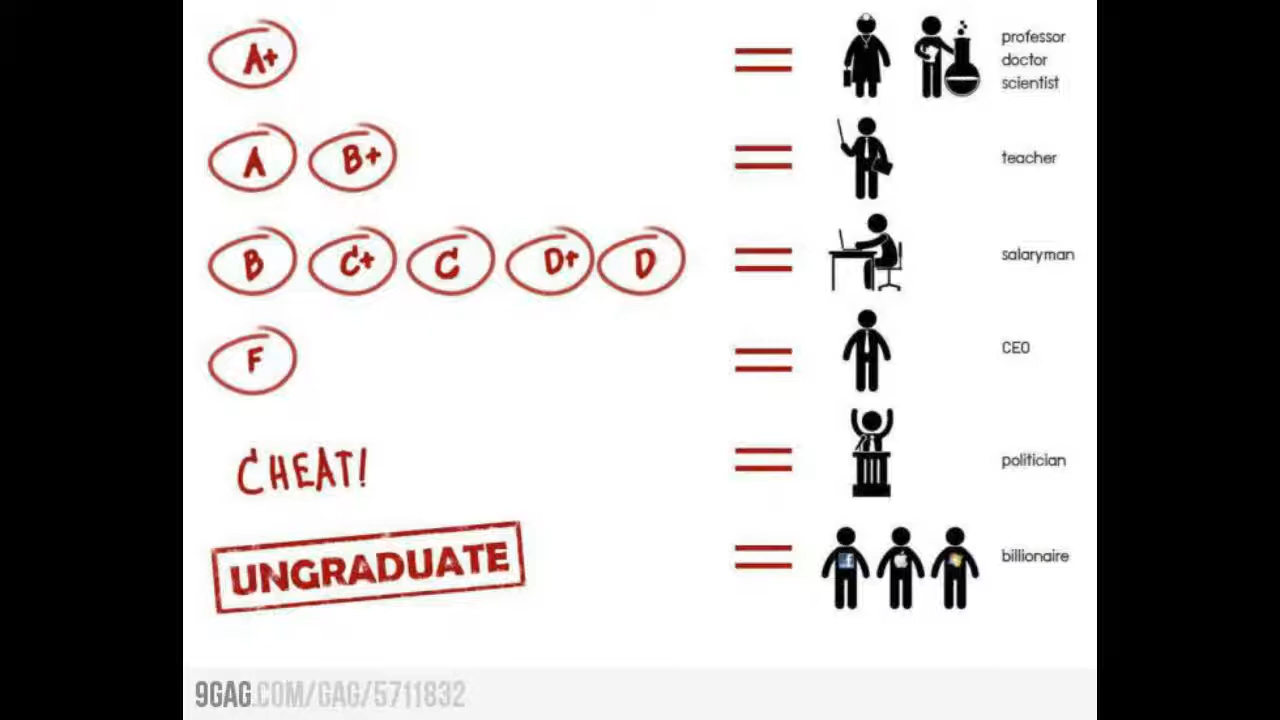 A+
professor
doctor
scientist
A B+
teacher
B C+ C D+ D
salaryman
F
CEO
CHEAT!
politician
UNGRADUATE
f
billionaire
9GAG.COM/GAG/5711832